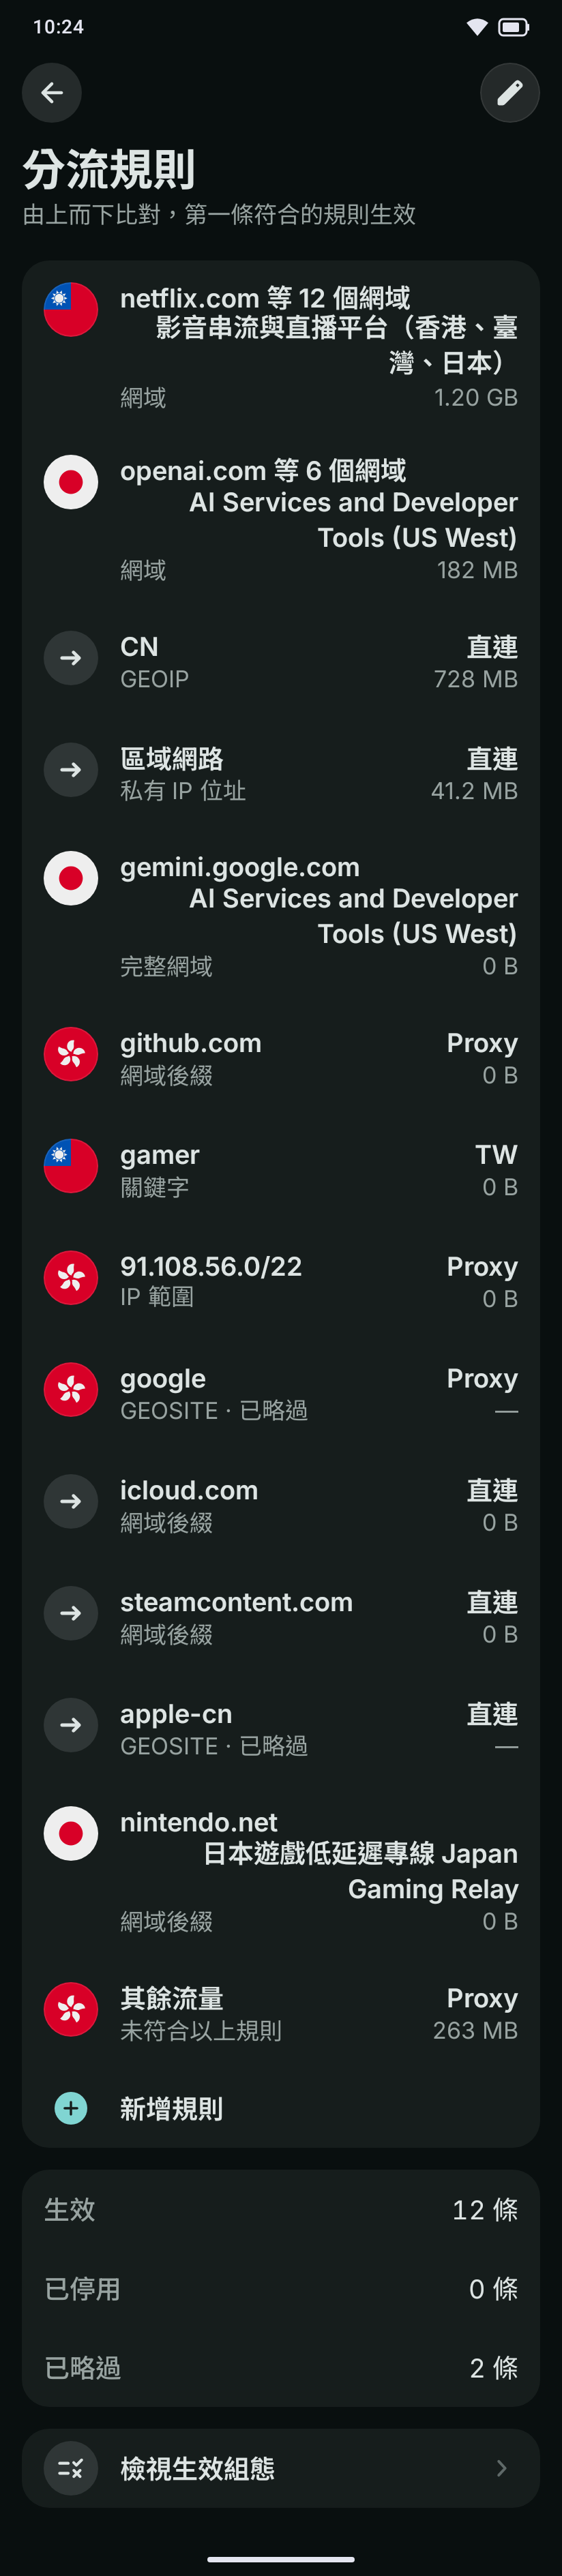 10:24
分流規則
由上而下比對，第一條符合的規則生效
netflix.com 等 12 個網域
影音串流與直播平台（香港、臺
灣、日本）
網域 1.20 GB
openai.com 等 6 個網域
AI Services and Developer
Tools (US West)
網域 182 MB
CN 直連
GEOIP 728 MB
區域網路 直連
私有 IP 位址 41.2 MB
gemini.google.com
AI Services and Developer
Tools (US West)
完整網域 0 B
github.com Proxy
網域後綴 0 B
gamer TW
關鍵字 0 B
91.108.56.0/22 Proxy
IP 範圍 0 B
google Proxy
GEOSITE · 已略過 —
icloud.com 直連
網域後綴 0 B
steamcontent.com 直連
網域後綴 0 B
apple-cn 直連
GEOSITE · 已略過 —
nintendo.net
日本遊戲低延遲專線 Japan
Gaming Relay
網域後綴 0 B
其餘流量 Proxy
未符合以上規則 263 MB
新增規則
生效 12 條
已停用 0 條
已略過 2 條
檢視生效組態